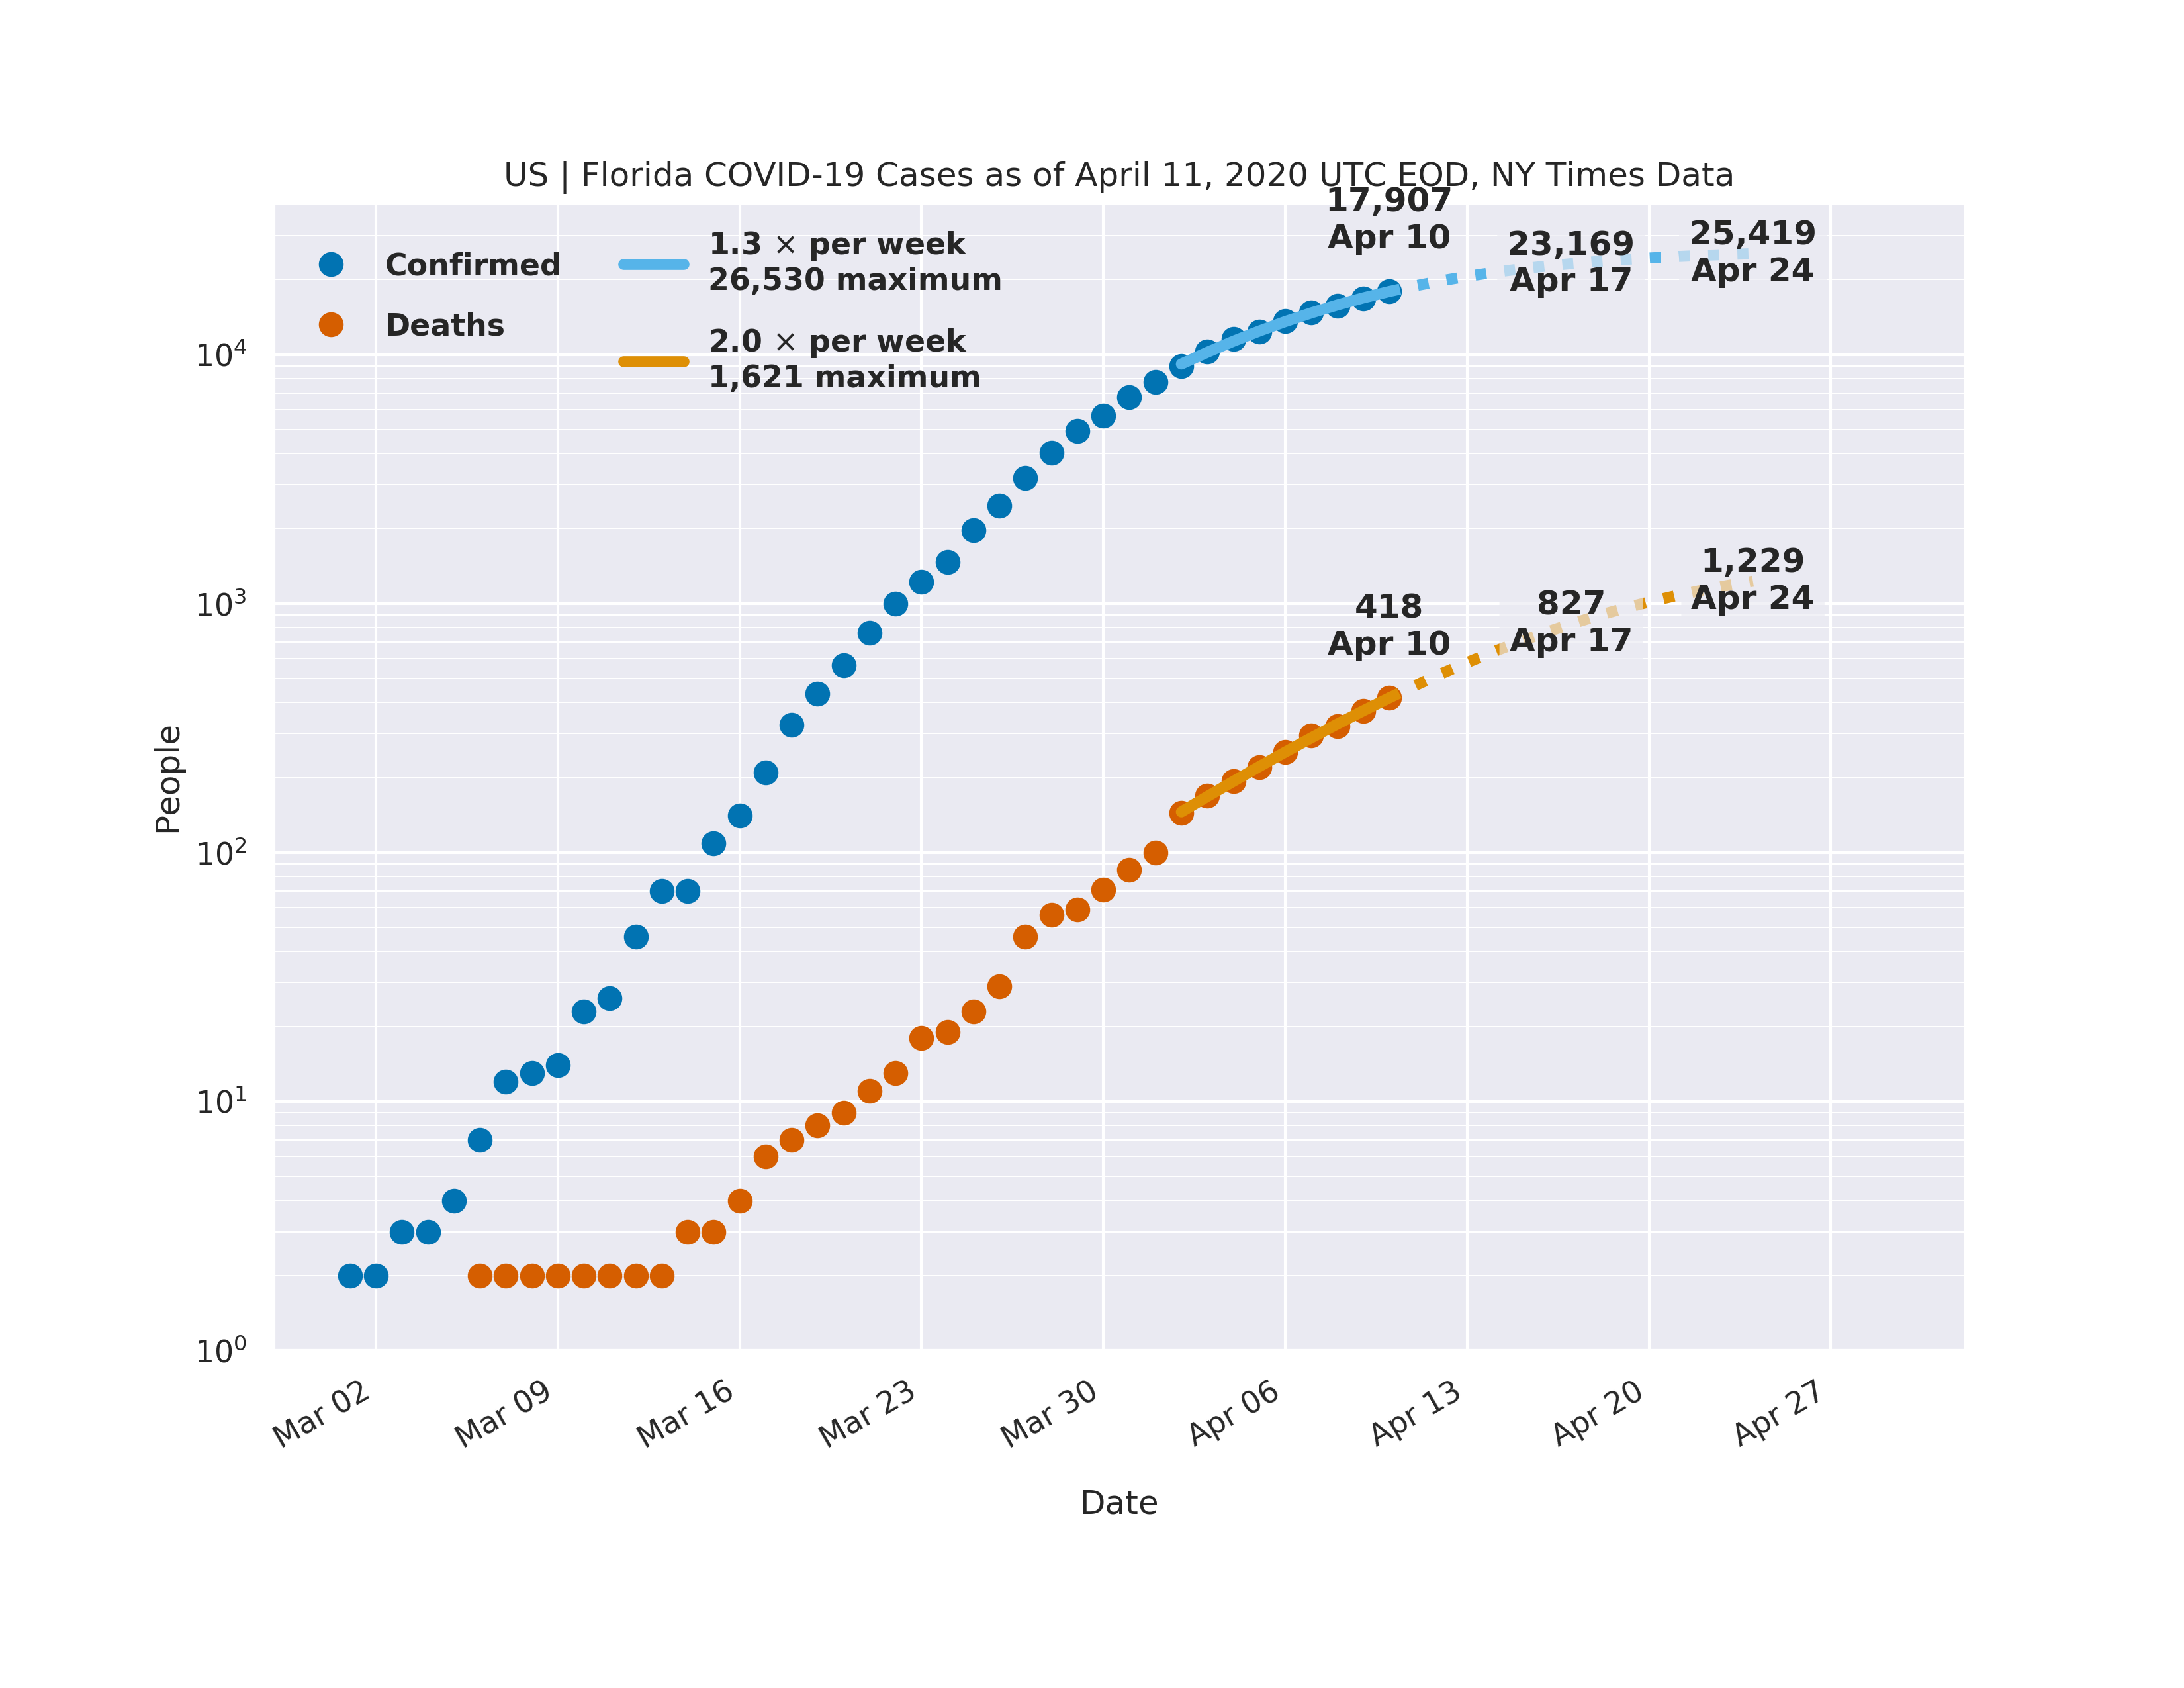 US | Florida COVID-19 Cases as of April 11, 2020 UTC EOD, NY Times Data
Confirmed
Deaths
1.3 × per week
26,530 maximum
2.0 × per week
1,621 maximum
17,907
Apr 10
23,169
Apr 17
25,419
Apr 24
418
Apr 10
827
Apr 17
1,229
Apr 24
People
10⁴
10³
10²
10¹
10⁰
Mar 02
Mar 09
Mar 16
Mar 23
Mar 30
Apr 06
Apr 13
Apr 20
Apr 27
Date